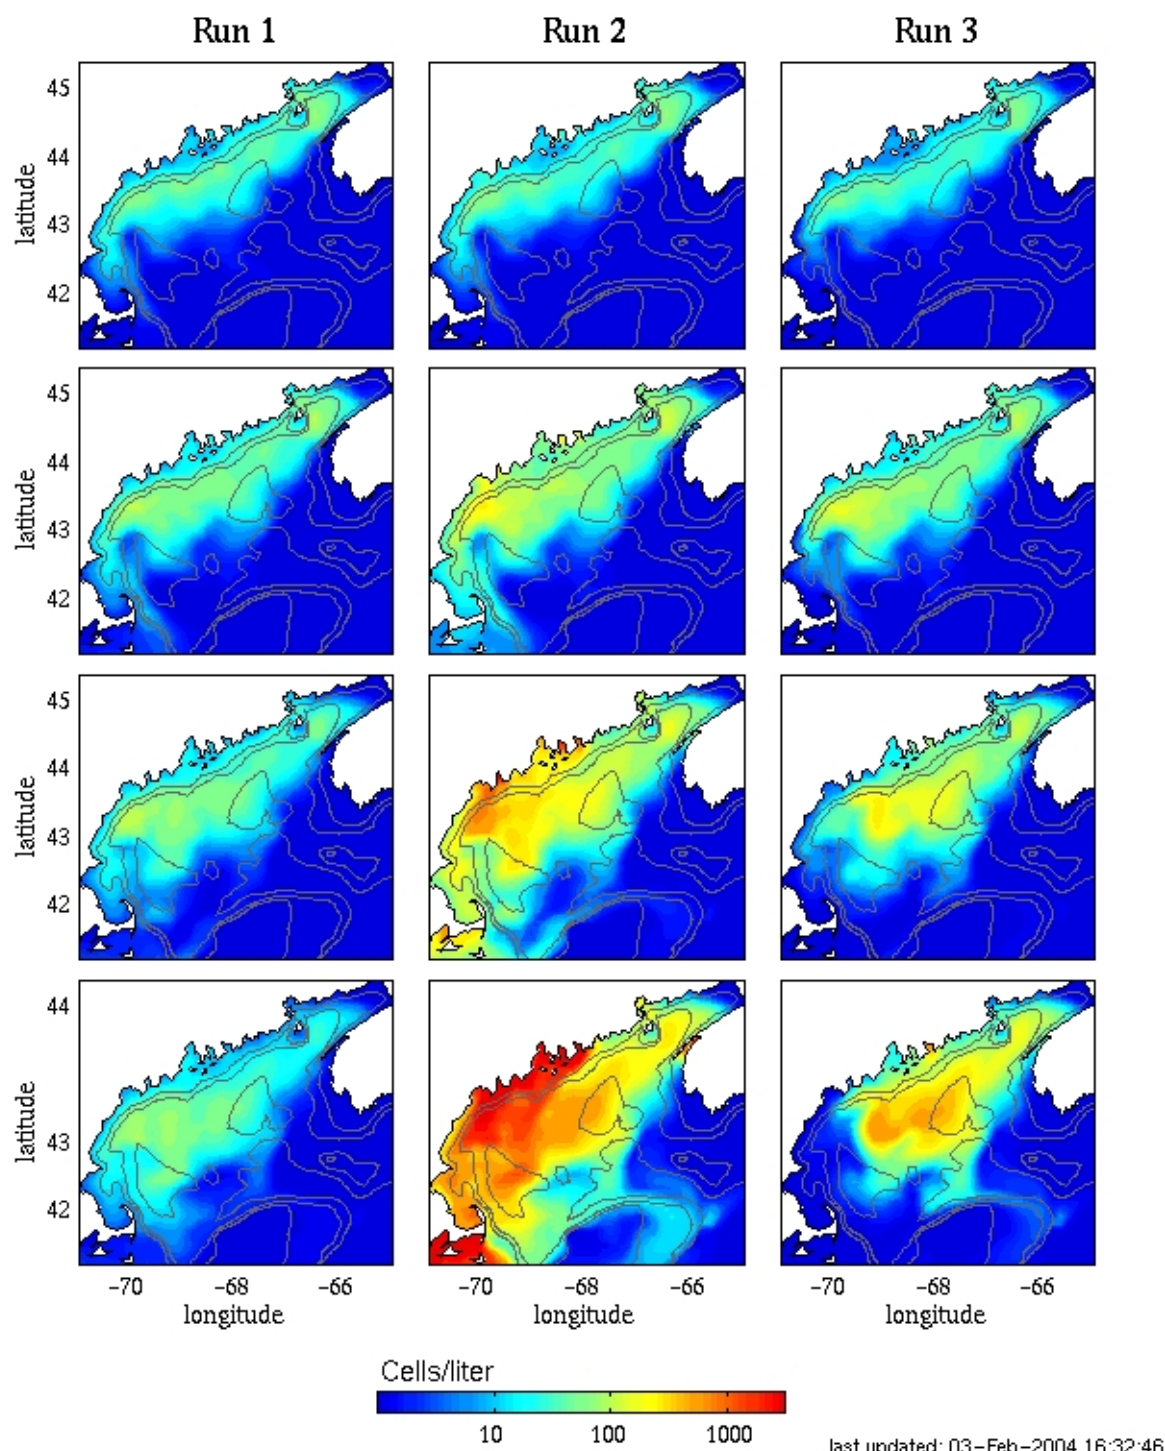 Run 1 Run 2 Run 3
45
44
latitude
43
42
45
44
latitude
43
42
45
44
latitude
43
42
44
latitude
43
42
−70 −68 −66 −70 −68 −66 −70 −68 −66
longitude longitude longitude
Cells/liter
10 100 1000
last updated: 03−Feb−2004 16:32:46